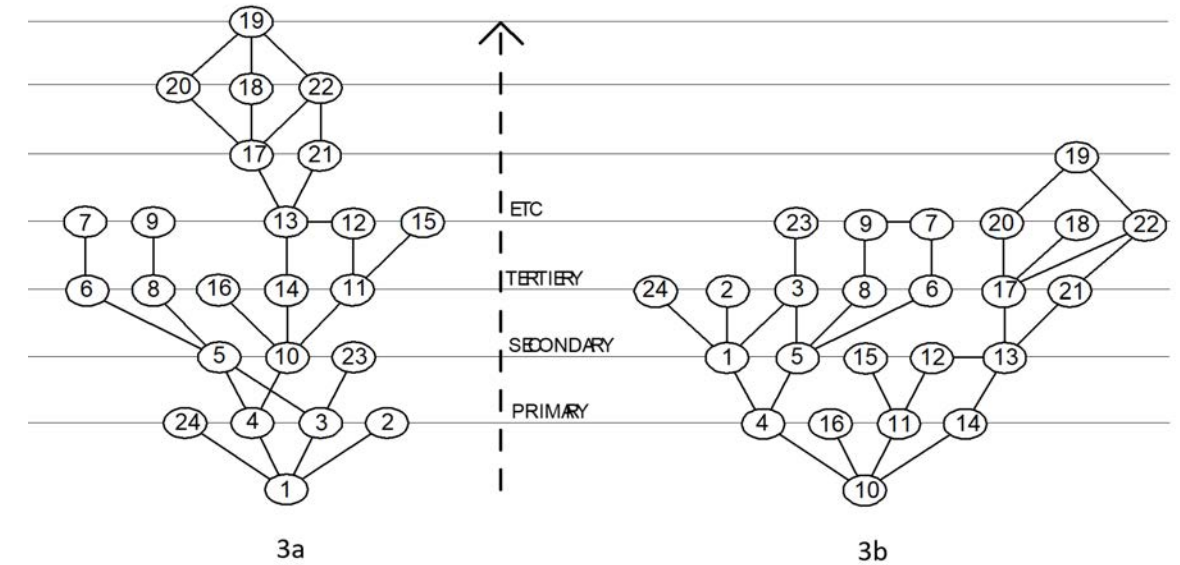 19
20 18 22
17 21 19
7 9 13 12 15 ETC 23 9 7 20 18 22
6 8 16 14 11 TERTIERY 24 2 3 8 6 17 21
5 10 23 SECONDARY 1 5 15 12 13
24 4 3 2 PRIMARY 4 16 11 14
1 10
3a 3b